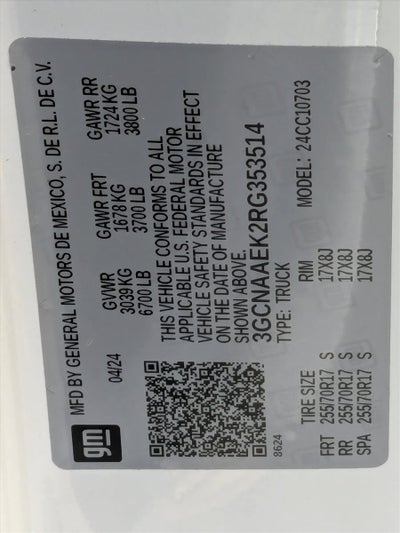 gm
MFD BY GENERAL MOTORS DE MEXICO, S. DE R.L. DE C.V.
04/24
GVWR GAWR FRT GAWR RR
3039 KG 1678 KG 1724 KG
6700 LB 3700 LB 3800 LB
THIS VEHICLE CONFORMS TO ALL
APPLICABLE U.S. FEDERAL MOTOR
VEHICLE SAFETY STANDARDS IN EFFECT
ON THE DATE OF MANUFACTURE
SHOWN ABOVE.
3GCNAAEK2RG353514
TYPE: TRUCK MODEL: 24CC10703
8624
TIRE SIZE RIM
FRT 255/70R17 S 17X8J
RR 255/70R17 S 17X8J
SPA 255/70R17 S 17X8J